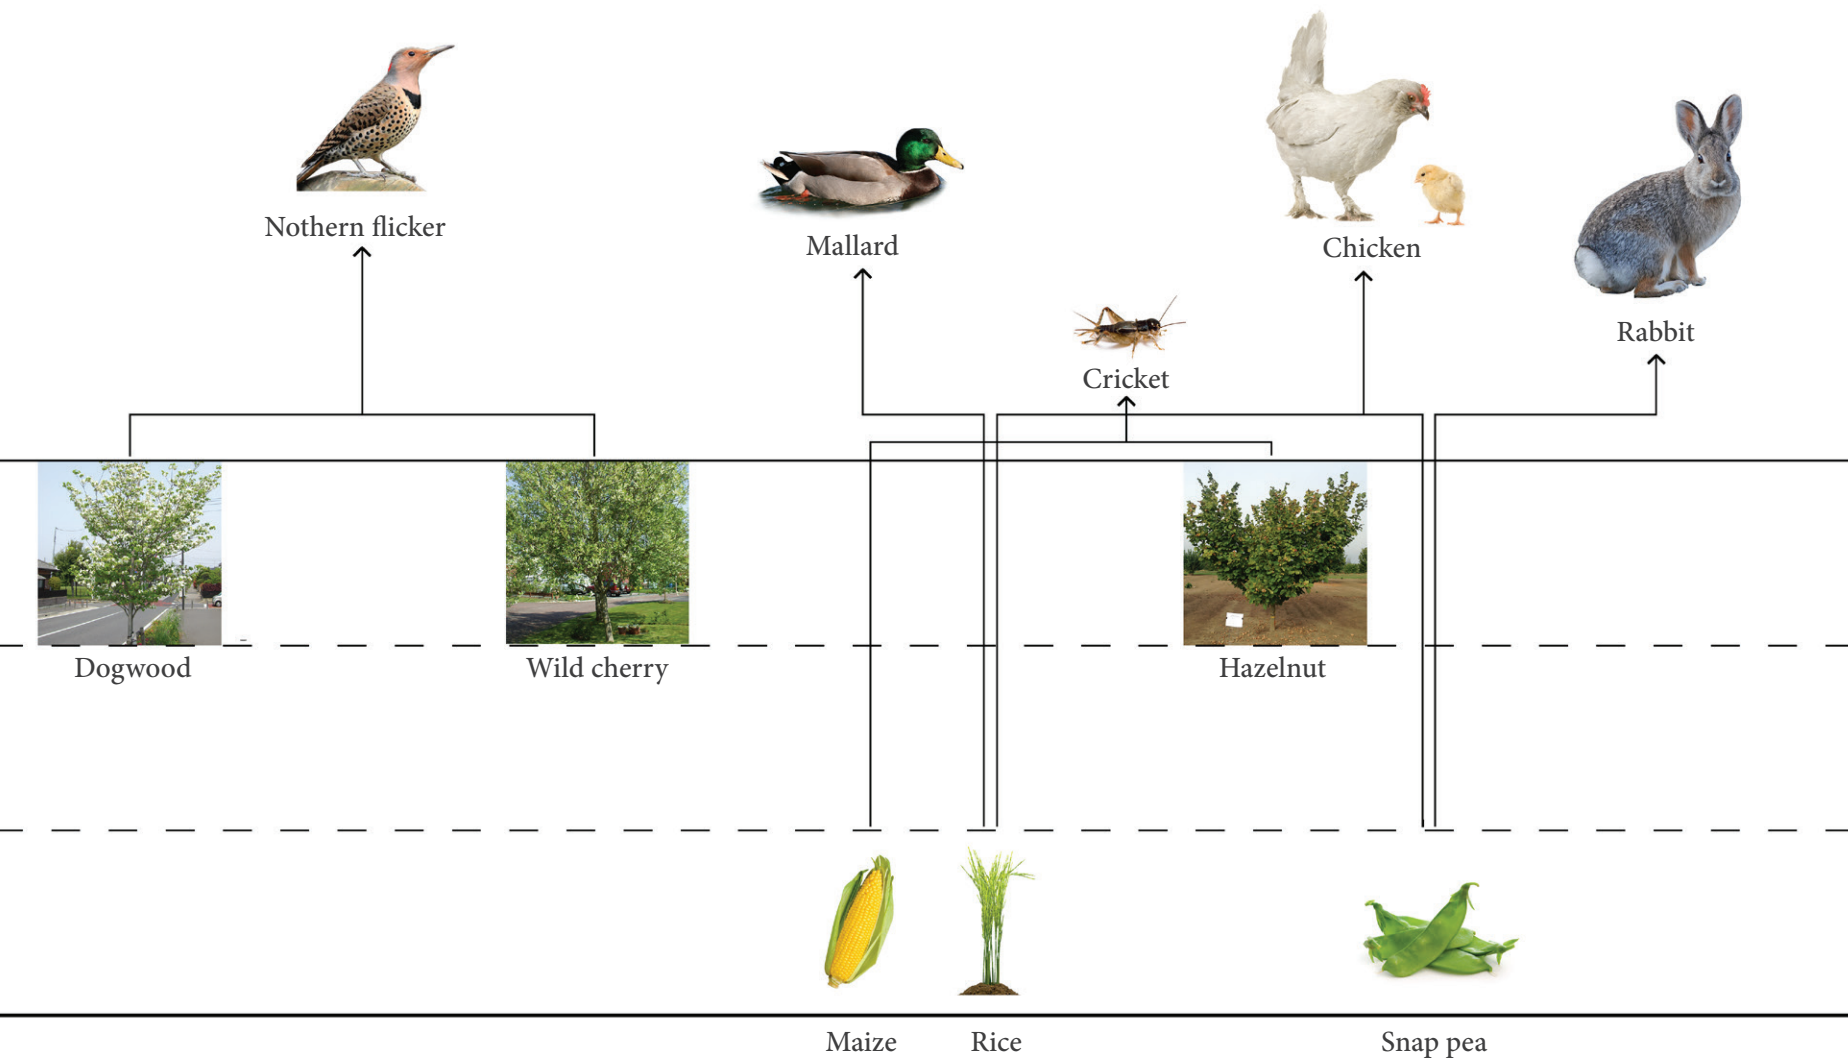 Nothern flicker
Mallard
Chicken
Rabbit
Cricket
Dogwood
Wild cherry
Hazelnut
Maize
Rice
Snap pea